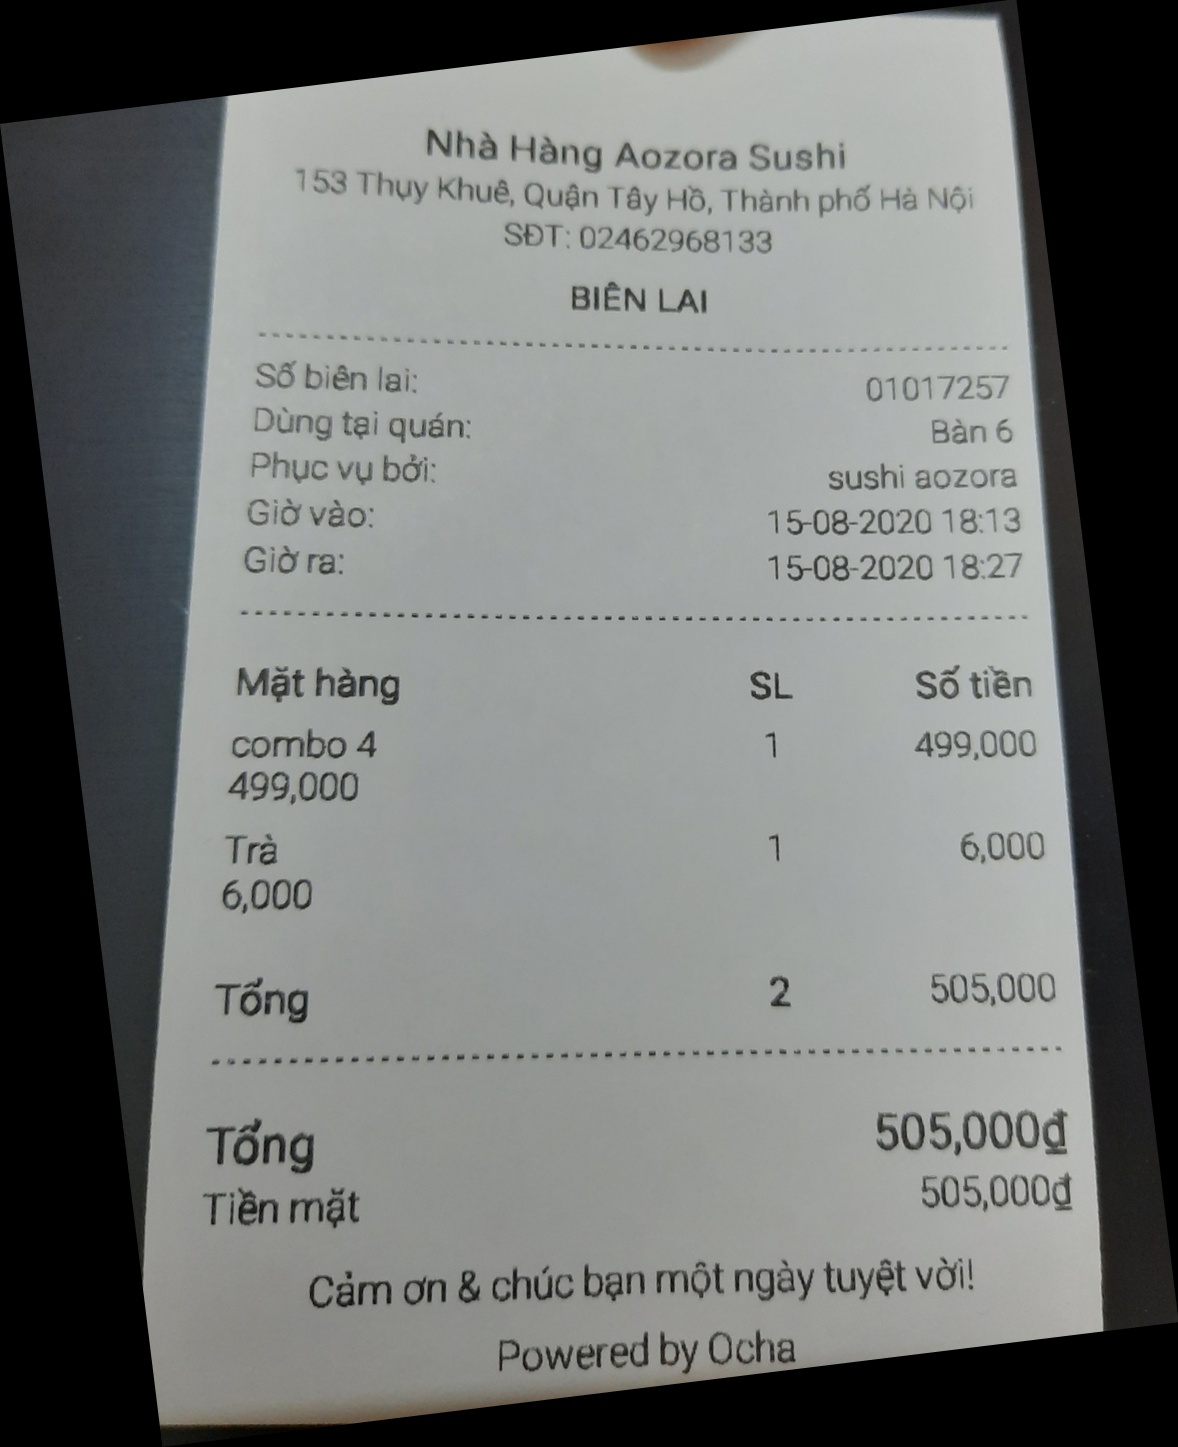 Nhà Hàng Aozora Sushi
153 Thụy Khuê, Quận Tây Hồ, Thành phố Hà Nội
SĐT: 02462968133
BIÊN LAI
Số biên lai: 01017257
Dùng tại quán: Bàn 6
Phục vụ bởi: sushi aozora
Giờ vào: 15-08-2020 18:13
Giờ ra: 15-08-2020 18:27
Mặt hàng SL Số tiền
combo 4 1 499,000
499,000
Trà 1 6,000
6,000
Tổng 2 505,000
Tổng 505,000₫
Tiền mặt 505,000₫
Cảm ơn & chúc bạn một ngày tuyệt vời!
Powered by Ocha